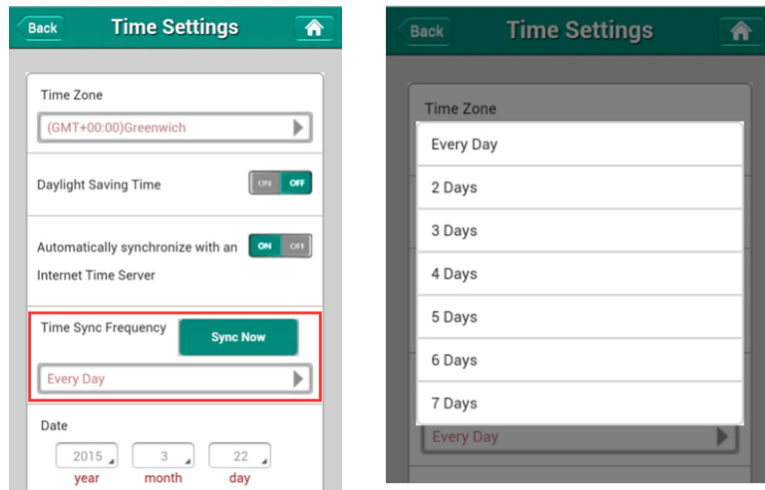 Back
Time Settings
Time Zone
(GMT+00:00)Greenwich
Daylight Saving Time
ON OFF
Automatically synchronize with an
ON OFF
Internet Time Server
Time Sync Frequency
Sync Now
Every Day
Date
2015 3 22
year month day
Back
Time Settings
Time Zone
Every Day
2 Days
3 Days
4 Days
5 Days
6 Days
7 Days
Every Day